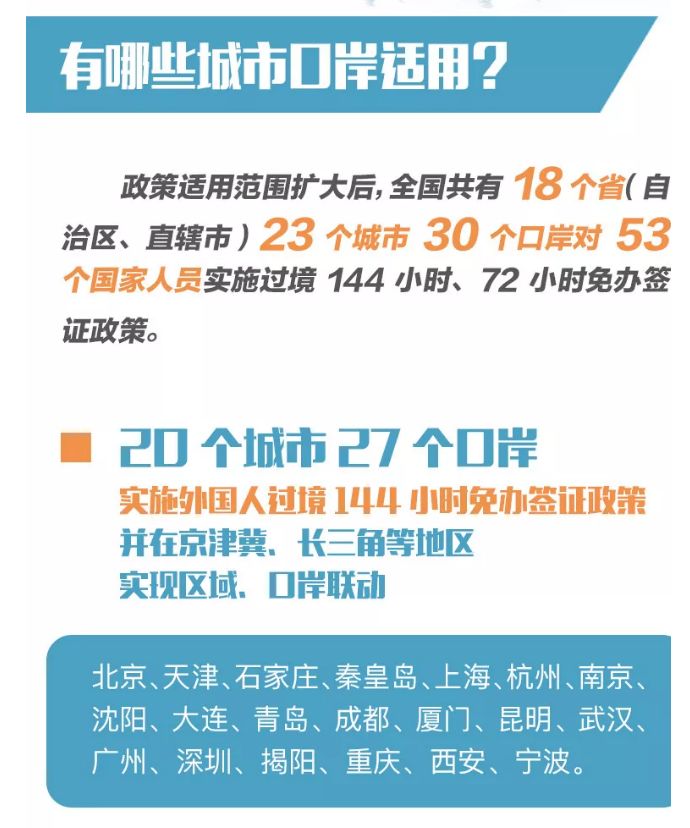 有哪些城市口岸适用？
政策适用范围扩大后，全国共有 18 个省（自
治区、直辖市）23 个城市 30 个口岸对 53
个国家人员实施过境 144 小时、72 小时免办签
证政策。
20 个城市 27 个口岸
实施外国人过境 144 小时免办签证政策
并在京津冀、长三角等地区
实现区域、口岸联动
北京、天津、石家庄、秦皇岛、上海、杭州、南京、
沈阳、大连、青岛、成都、厦门、昆明、武汉、
广州、深圳、揭阳、重庆、西安、宁波。